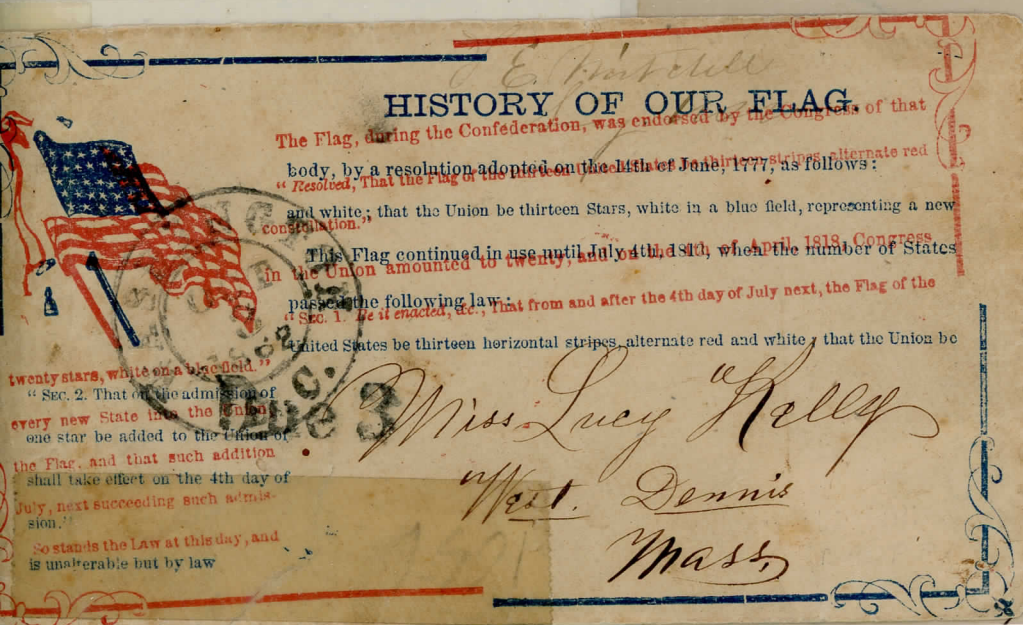 HISTORY OF OUR FLAG.
The Flag, during the Confederation, was endorsed by the Congress of that
body, by a resolution adopted on the 14th of June, 1777, as follows:
"Resolved, That the Flag of the thirteen United States be thirteen stripes, alternate red
and white; that the Union be thirteen Stars, white in a blue field, representing a new
constellation."
This Flag continued in use until July 4th, 1818, when the number of States
in the Union amounted to twenty, and on the 4th of April, 1818, Congress
passed the following law:
"SEC. 1. Be it enacted, &c., That from and after the 4th day of July next, the Flag of the
United States be thirteen horizontal stripes, alternate red and white; that the Union be
twenty stars, white on a blue field."
"SEC. 2. That on the admission of
every new State into the Union
one star be added to the Union of
the Flag, and that such addition
shall take effect on the 4th day of
July, next succeeding such admis-
sion."
So stands the Law at this day, and
is unalterable but by law
D.C.
Due 3
Miss Lucy Kelly
West. Dennis
Mass,